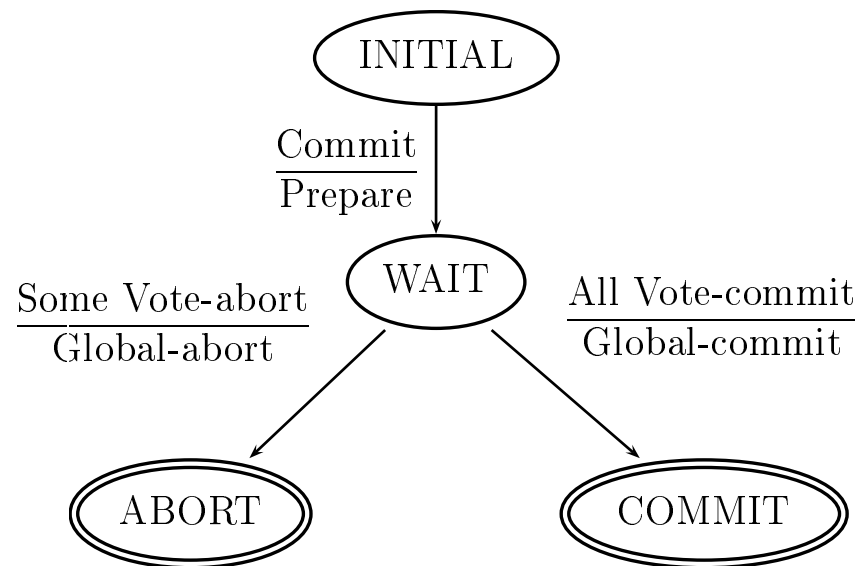 INITIAL
Commit
Prepare
WAIT
Some Vote-abort
Global-abort
All Vote-commit
Global-commit
ABORT
COMMIT